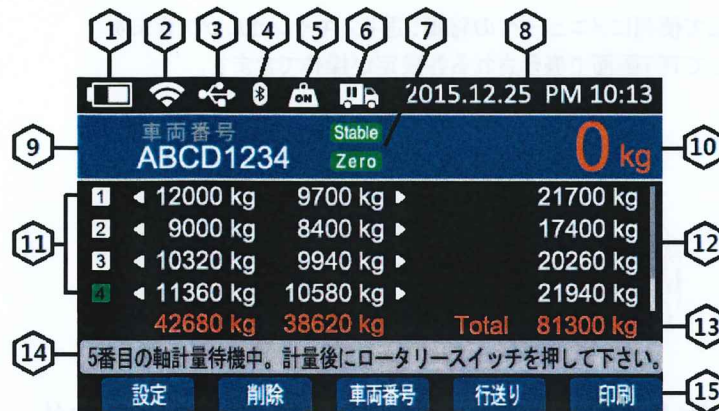 1 2 3 4 5 6 7 8
ON 2015.12.25 PM 10:13
9 車両番号 Stable 0 kg 10
ABCD1234 Zero
1 ◀ 12000 kg 9700 kg ▶ 21700 kg
2 ◀ 9000 kg 8400 kg ▶ 17400 kg
11 12
3 ◀ 10320 kg 9940 kg ▶ 20260 kg
4 ◀ 11360 kg 10580 kg ▶ 21940 kg
42680 kg 38620 kg Total 81300 kg 13
14 5番目の軸計量待機中。計量後にロータリースイッチを押して下さい。
設定 削除 車両番号 行送り 印刷 15